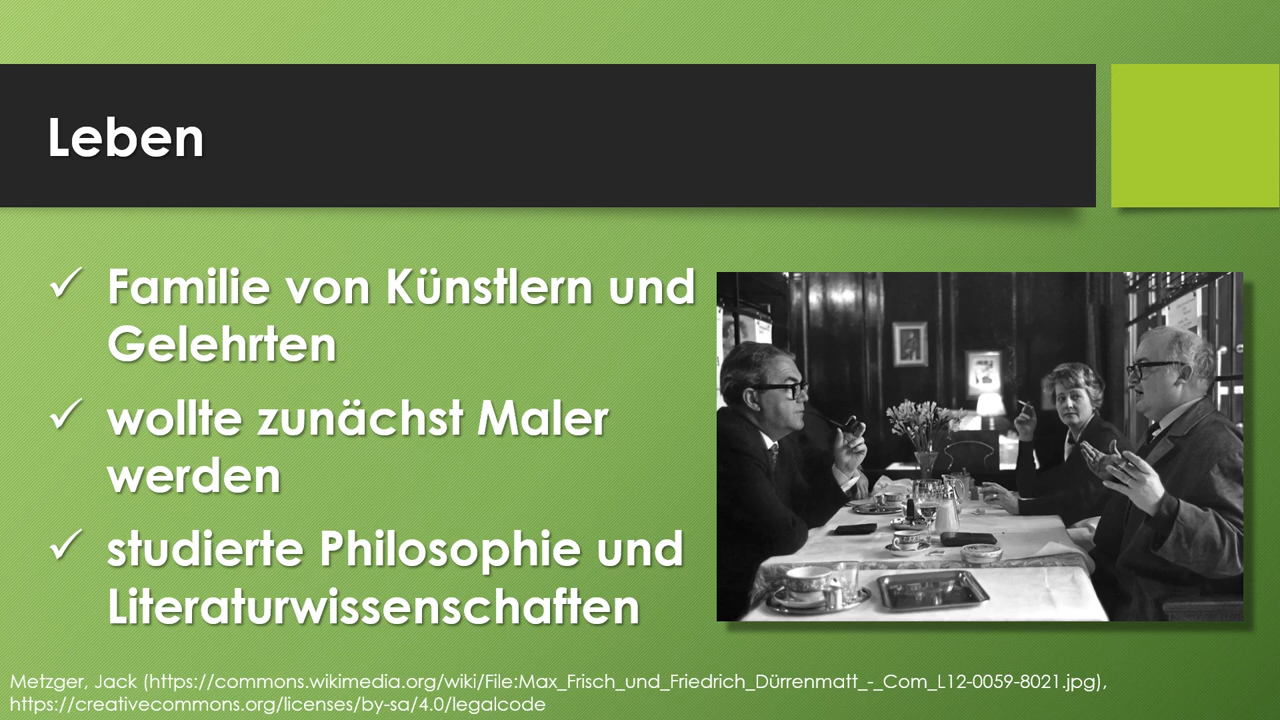 Leben
Familie von Künstlern und
Gelehrten
wollte zunächst Maler
werden
studierte Philosophie und
Literaturwissenschaften
Metzger, Jack (https://commons.wikimedia.org/wiki/File:Max_Frisch_und_Friedrich_Dürrenmatt_-_Com_L12-0059-8021.jpg),
https://creativecommons.org/licenses/by-sa/4.0/legalcode